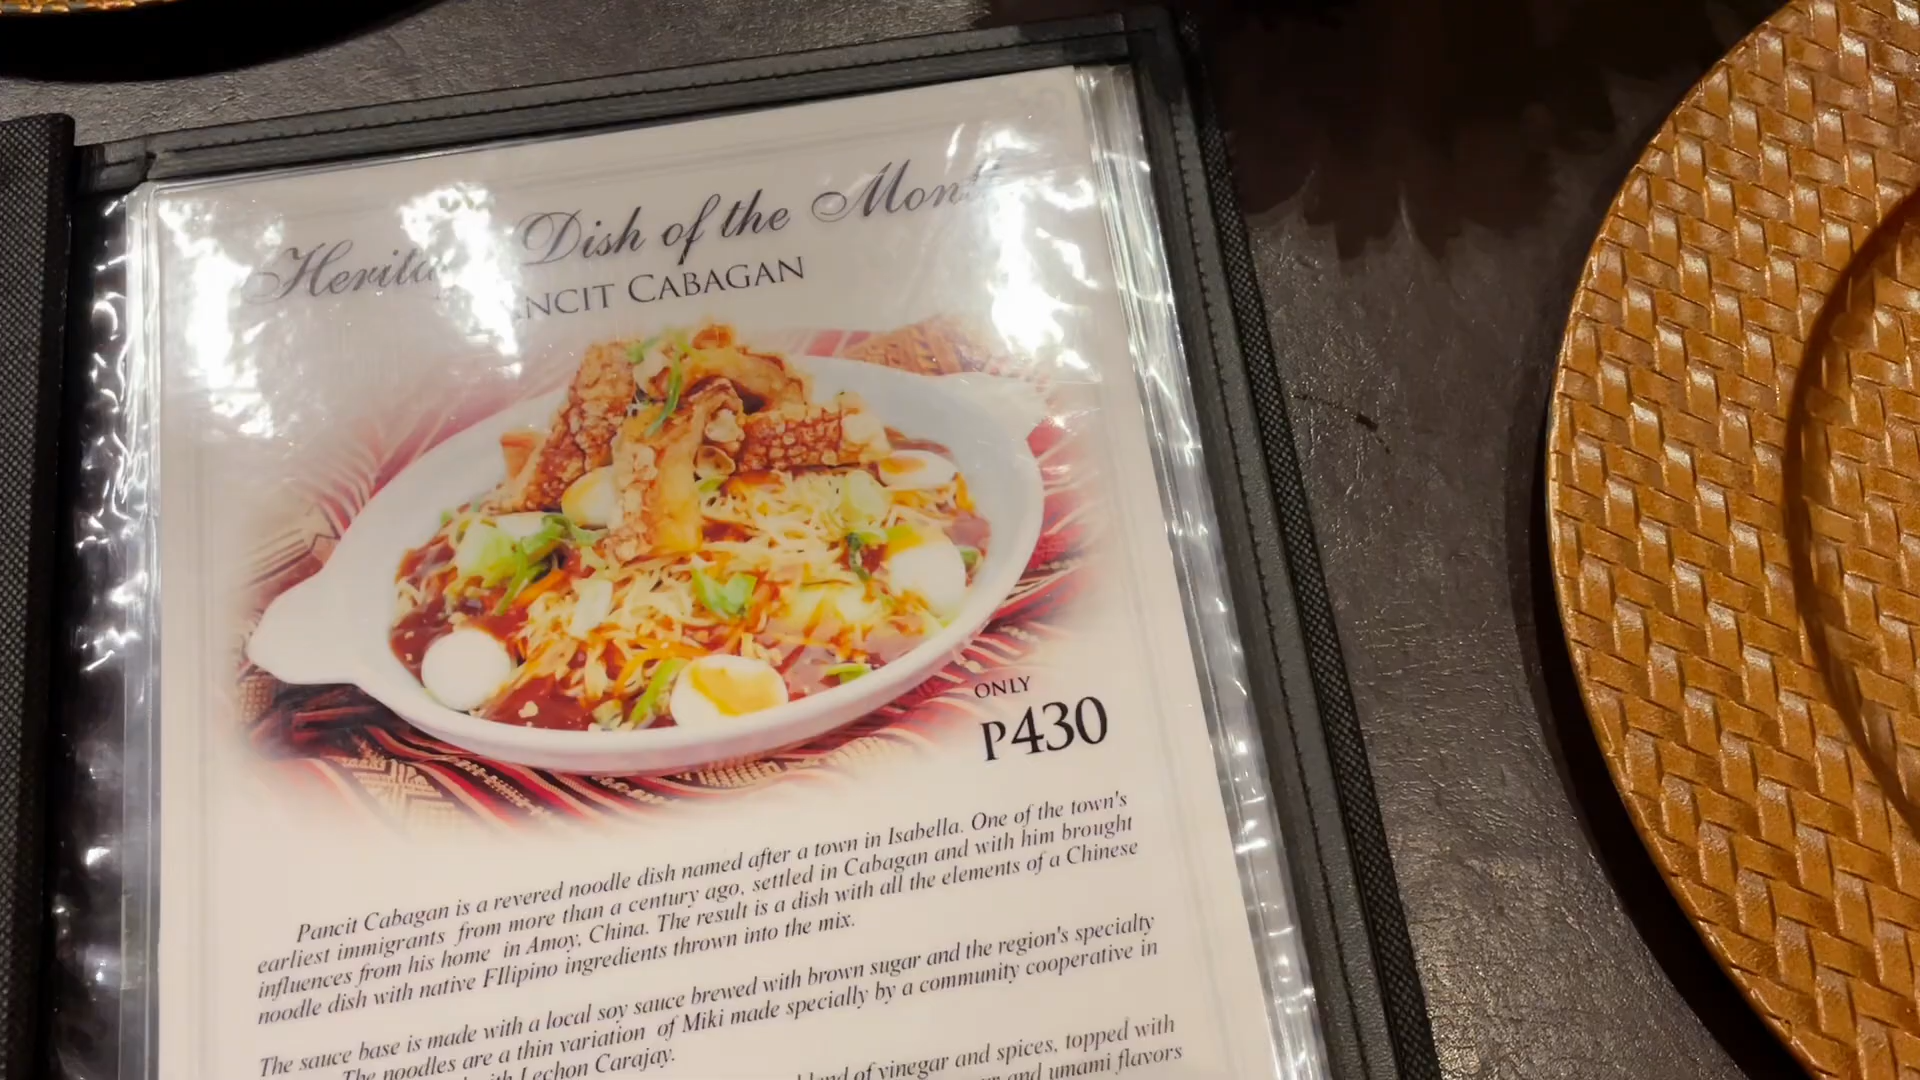 Dish of the
CABAGAN
ONLY
₱430
Pancit Cabagan is a revered noodle dish named after a town in Isabella. One of the town's
earliest immigrants from more than a century ago, settled in Cabagan and with him brought
influences from his home in Amoy, China. The result is a dish with all the elements of a Chinese
noodle dish with native FIlipino ingredients thrown into the mix.
The sauce base is made with a local soy sauce brewed with brown sugar and the region's specialty
The noodles are a thin variation of Miki made specially by a community cooperative in
Lechon Carajay.
of vinegar and spices, topped with
and umami flavors